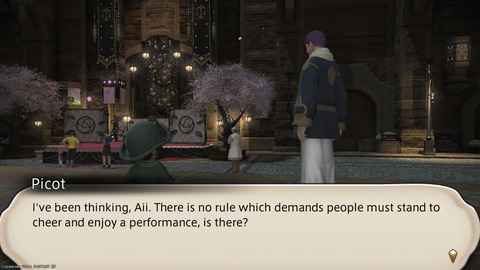 Picot
I've been thinking, Aii. There is no rule which demands people must stand to
cheer and enjoy a performance, is there?